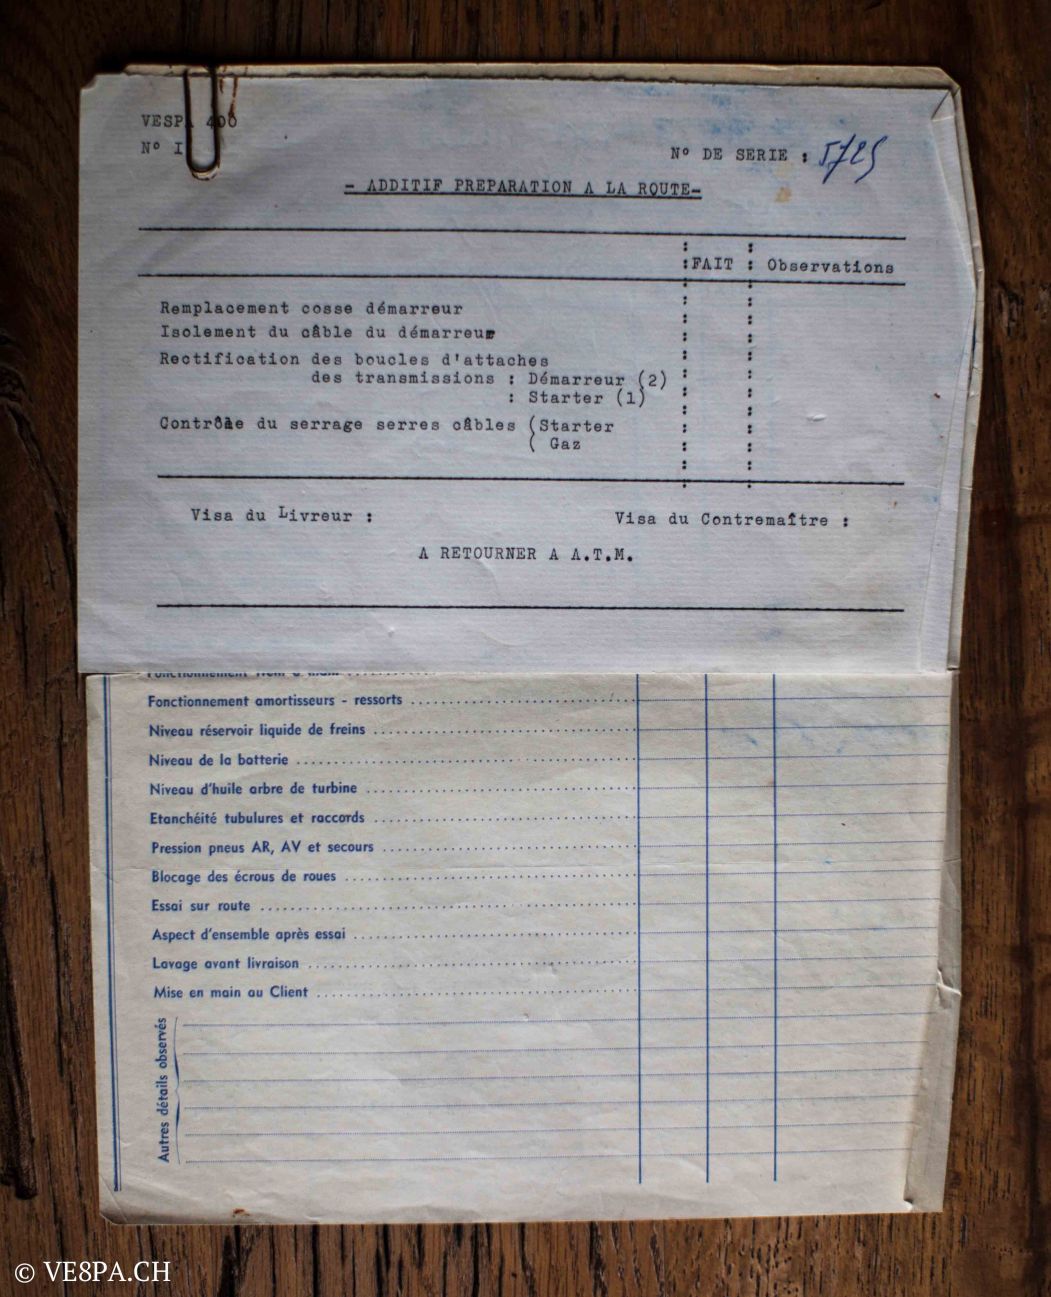 VESPA 400
N° I
N° DE SERIE : 5725
- ADDITIF PREPARATION A LA ROUTE-
FAIT : Observations
Remplacement cosse démarreur
Isolement du câble du démarreur
Rectification des boucles d'attaches
des transmissions : Démarreur (2)
: Starter (1)
Contrôle du serrage serres câbles (Starter
( Gaz
Visa du Livreur :
Visa du Contremaître :
A RETOURNER A A.T.M.
Fonctionnement frein à main
Fonctionnement amortisseurs - ressorts
Niveau réservoir liquide de freins
Niveau de la batterie
Niveau d'huile arbre de turbine
Etanchéité tubulures et raccords
Pression pneus AR, AV et secours
Blocage des écrous de roues
Essai sur route
Aspect d'ensemble après essai
Lavage avant livraison
Mise en main au Client
Autres détails observés
© VE8PA.CH